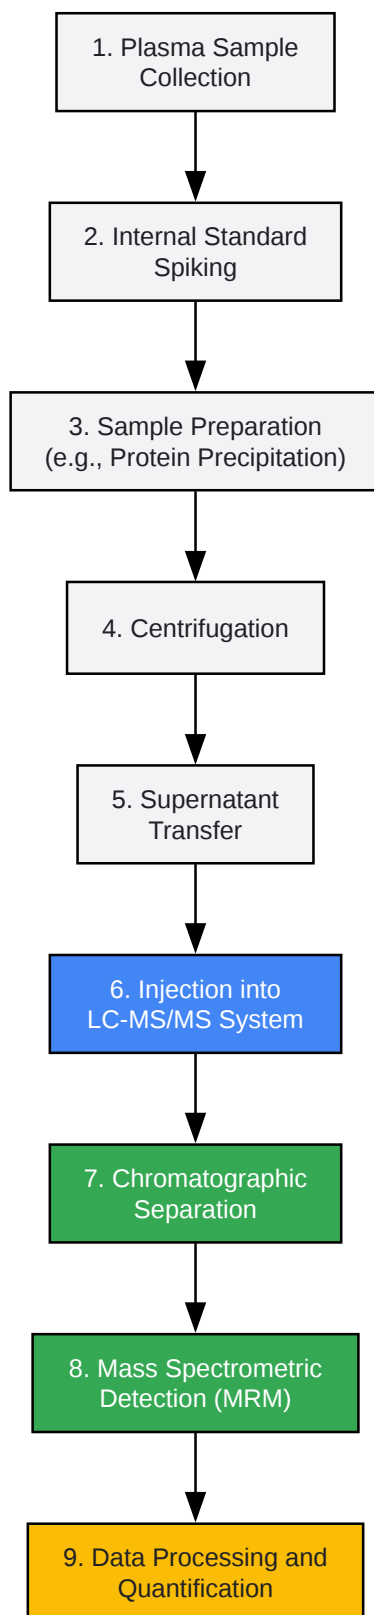 1. Plasma Sample
Collection
2. Internal Standard
Spiking
3. Sample Preparation
(e.g., Protein Precipitation)
4. Centrifugation
5. Supernatant
Transfer
6. Injection into
LC-MS/MS System
7. Chromatographic
Separation
8. Mass Spectrometric
Detection (MRM)
9. Data Processing and
Quantification